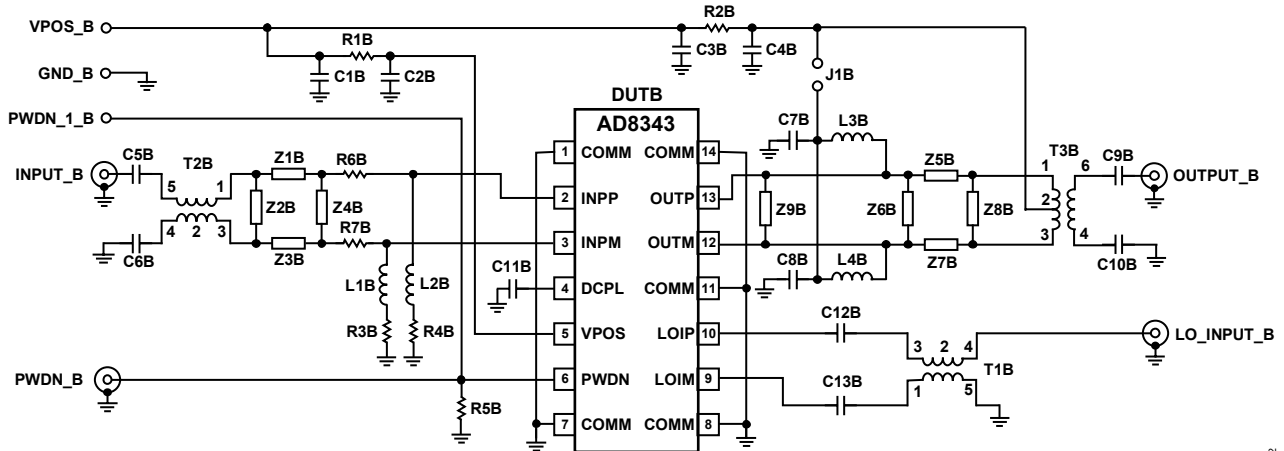 VPOS_B
R2B
C3B
C4B
R1B
C1B
C2B
GND_B
J1B
DUTB
AD8343
PWDN_1_B
C7B
L3B
1 COMM
COMM 14
C5B
T2B
Z1B
R6B
Z5B
T3B
C9B
INPUT_B
5
1
1
6
OUTPUT_B
2 INPP
OUTP 13
Z2B
Z4B
Z9B
Z6B
Z8B
2
4
2
3
R7B
3 INPM
OUTM 12
3
4
C6B
Z3B
Z7B
C10B
C8B
L4B
C11B
L1B
L2B
4 DCPL
COMM 11
C12B
R3B
R4B
5 VPOS
LOIP 10
3
2
4
LO_INPUT_B
T1B
PWDN_B
6 PWDN
LOIM 9
C13B
1
5
R5B
7 COMM
COMM 8